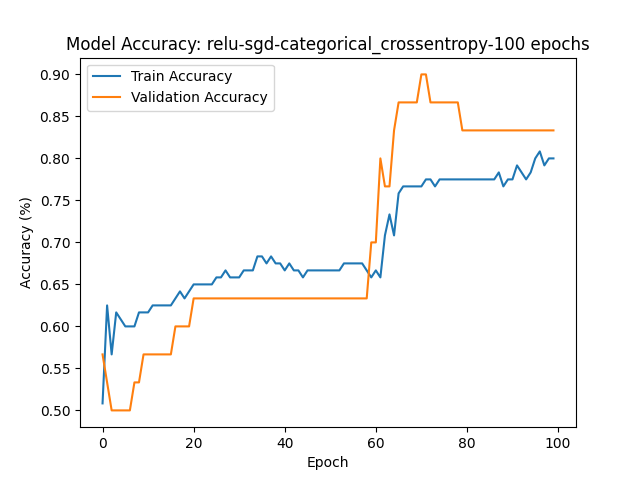 Model Accuracy: relu-sgd-categorical_crossentropy-100 epochs
Train Accuracy
Validation Accuracy
Accuracy (%)
0.90
0.85
0.80
0.75
0.70
0.65
0.60
0.55
0.50
0 20 40 60 80 100
Epoch